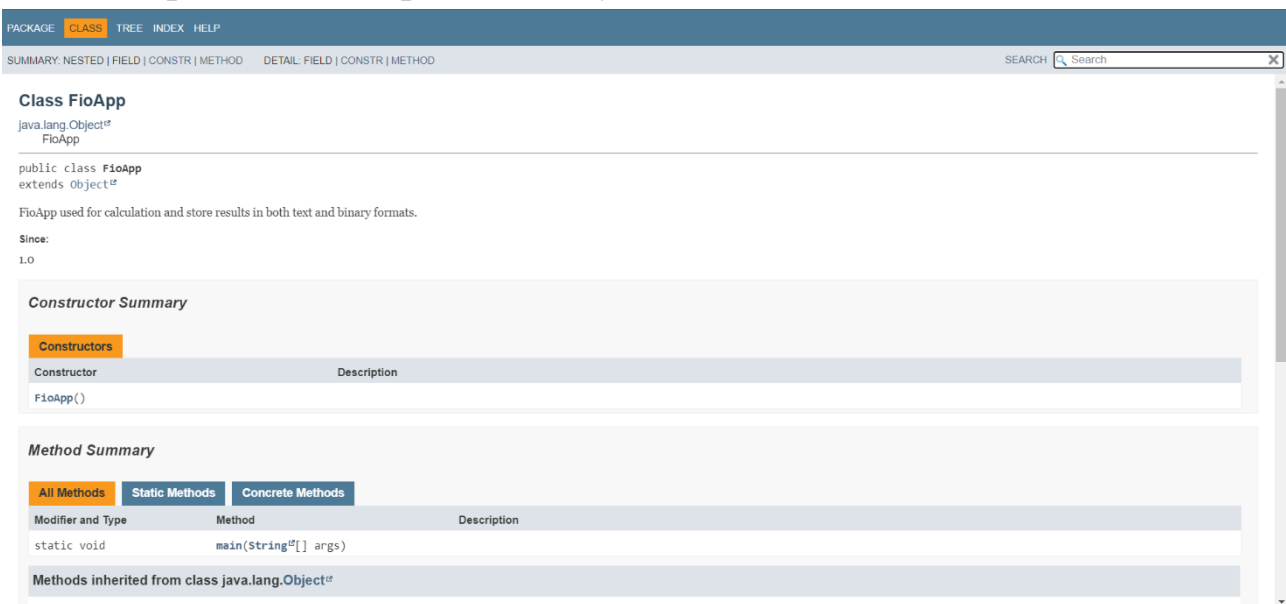 PACKAGE CLASS TREE INDEX HELP
SUMMARY: NESTED | FIELD | CONSTR | METHOD DETAIL: FIELD | CONSTR | METHOD SEARCH Search
Class FioApp
java.lang.Object
FioApp
public class FioApp
extends Object
FioApp used for calculation and store results in both text and binary formats.
Since:
1.0
Constructor Summary
Constructors
Constructor Description
FioApp()
Method Summary
All Methods Static Methods Concrete Methods
Modifier and Type Method Description
static void main(String[] args)
Methods inherited from class java.lang.Object